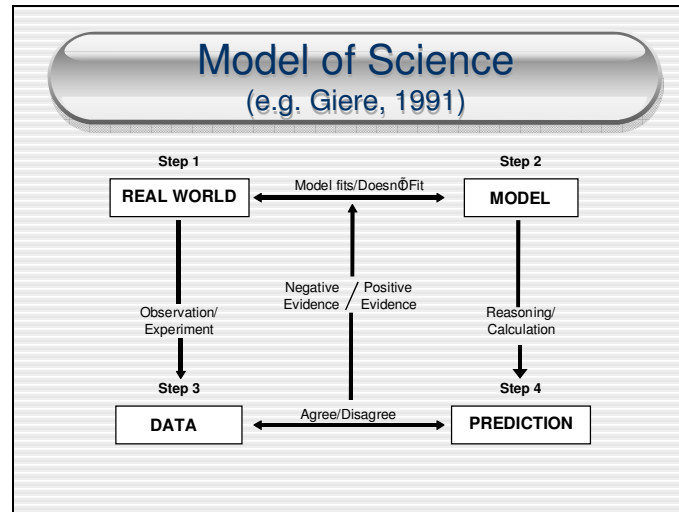 Model of Science
(e.g. Giere, 1991)
Step 1
Step 2
REAL WORLD
Model fits/DoesnÕt Fit
MODEL
Negative Evidence / Positive Evidence
Observation/
Experiment
Reasoning/
Calculation
Step 3
Step 4
DATA
Agree/Disagree
PREDICTION